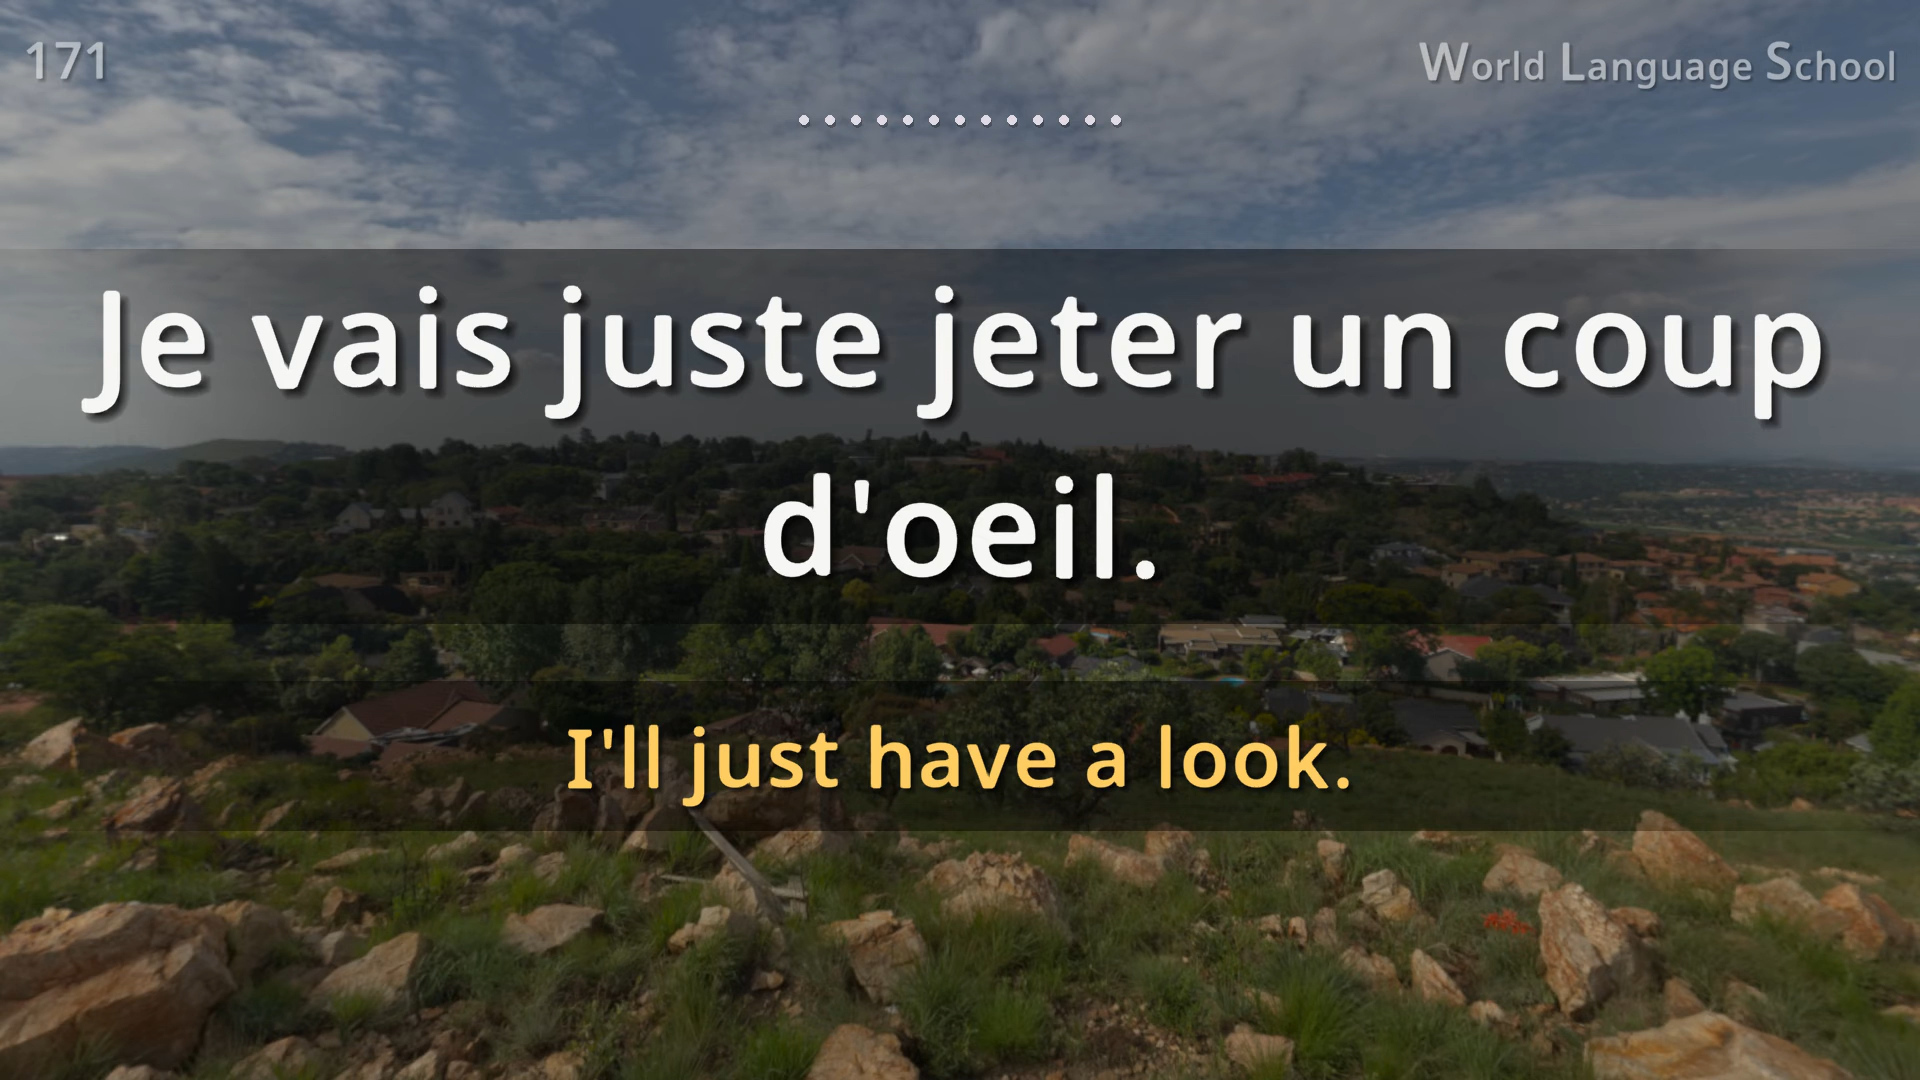 171
World Language School
Je vais juste jeter un coup
d'oeil.
I'll just have a look.